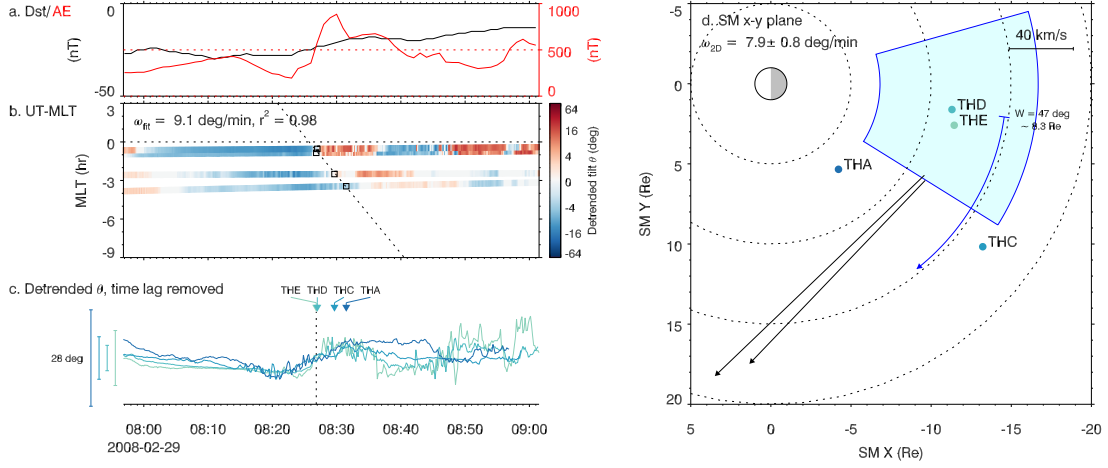 a. Dst/AE
0
(nT)
-50
1000
500
(nT)
0
b. UT-MLT
ωfit = 9.1 deg/min, r² = 0.98
3
0
-3
-6
-9
MLT (hr)
64
16
4
0
-4
-16
-64
Detrended tilt θ (deg)
c. Detrended θ, time lag removed
THE THD THC THA
28 deg
08:00 08:10 08:20 08:30 08:40 08:50 09:00
2008-02-29
d. SM x-y plane
ω2D = 7.9± 0.8 deg/min
40 km/s
THD
THE
W = 47 deg
~ 8.3 Re
THA
THC
-5
0
5
10
15
20
SM Y (Re)
5 0 -5 -10 -15 -20
SM X (Re)